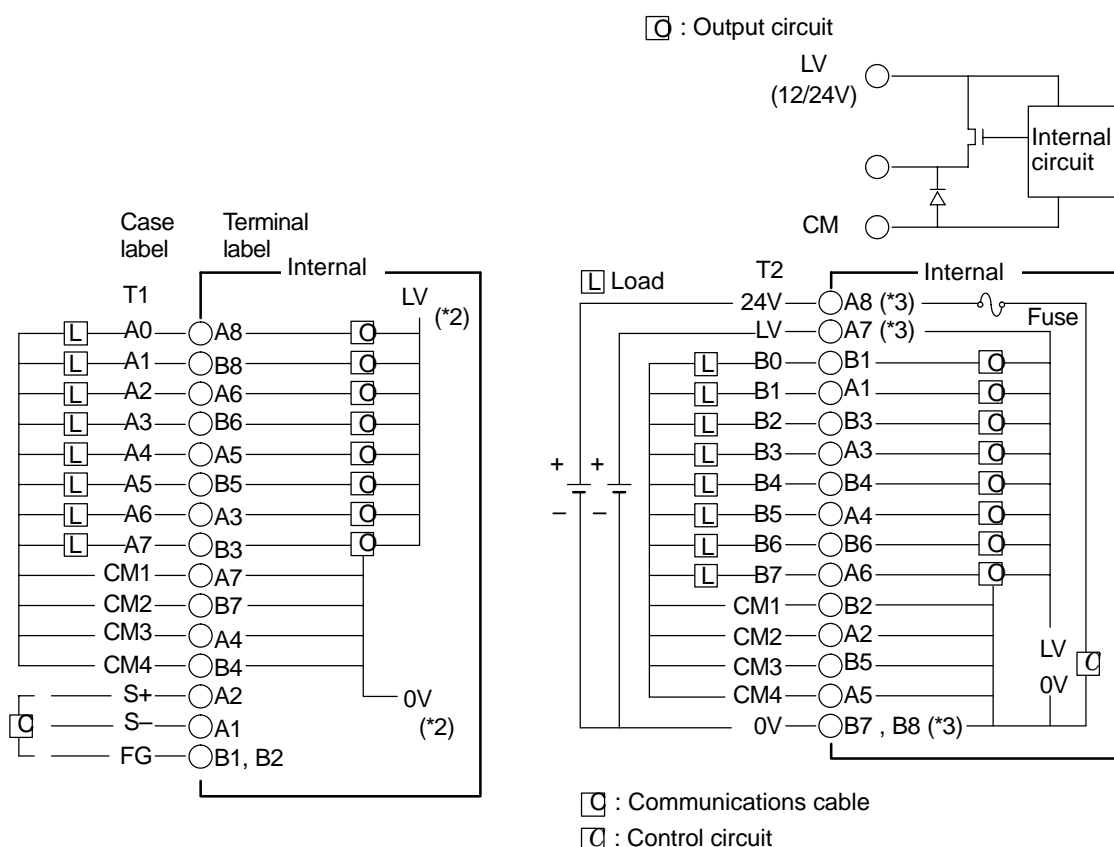 O : Output circuit
LV
(12/24V)
Internal
circuit
CM
Case
label
Terminal
label
Internal
T1
LV
(*2)
L A0 A8 O
L A1 B8 O
L A2 A6 O
L A3 B6 O
L A4 A5 O
L A5 B5 O
L A6 A3 O
L A7 B3 O
CM1 A7
CM2 B7
CM3 A4
CM4 B4
S+ A2 0V
C S– A1 (*2)
FG B1, B2
T2
Internal
L Load
24V A8 (*3)
Fuse
LV A7 (*3)
L B0 B1 O
L B1 A1 O
L B2 B3 O
L B3 A3 O
+ +
L B4 B4 O
– –
L B5 A4 O
L B6 B6 O
L B7 A6 O
CM1 B2
CM2 A2
LV
C
CM3 B5
0V
CM4 A5
0V B7 , B8 (*3)
C : Communications cable
C : Control circuit